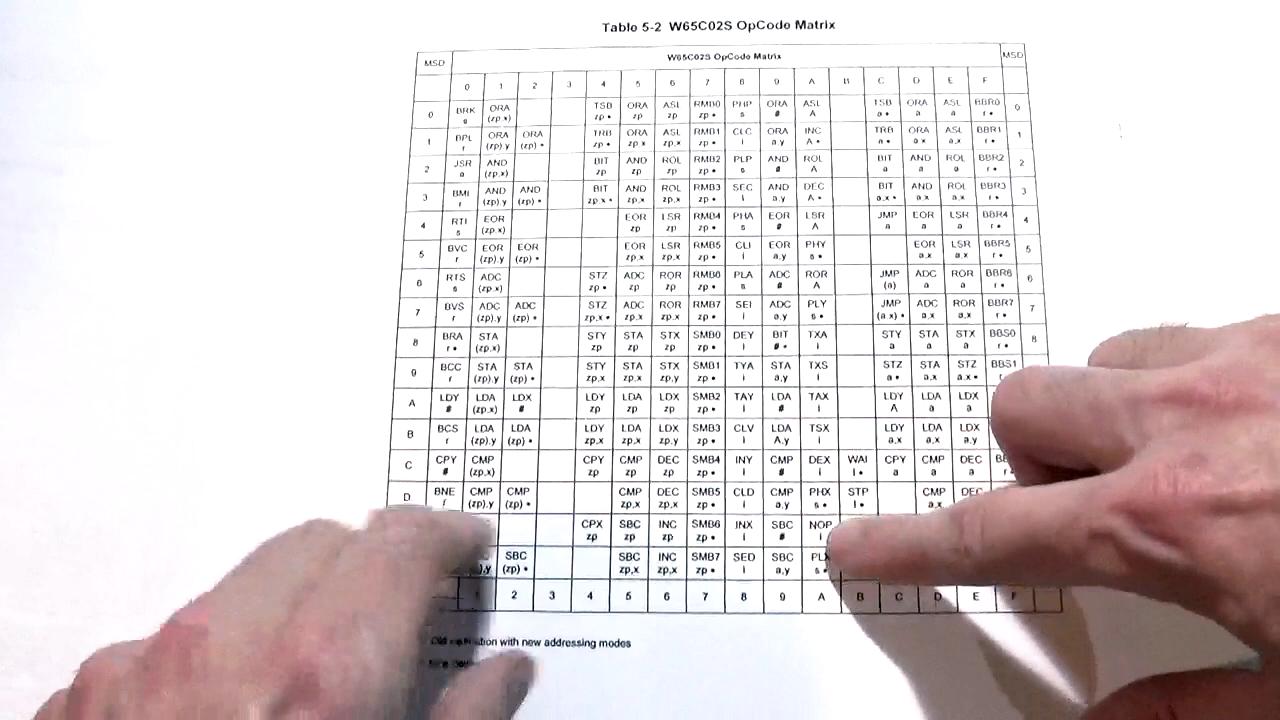 Table 5-2 W65C02S OpCode Matrix
MSD W65C02S OpCode Matrix MSD
0 1 2 3 4 5 6 7 8 9 A B C D E F
0 BRK ORA TSB ORA ASL RMB0 PHP ORA ASL TSB ORA ASL BBR0 0
s (zp,x) zp • zp zp zp • s # A a • a a r •
1 BPL ORA ORA TRB ORA ASL RMB1 CLC ORA INC TRB ORA ASL BBR1 1
r (zp),y (zp) • zp • zp,x zp,x zp • i a,y A • a • a,x a,x r •
2 JSR AND BIT AND ROL RMB2 PLP AND ROL BIT AND ROL BBR2 2
a (zp,x) zp zp zp zp • s # A a a a r •
3 BMI AND AND BIT AND ROL RMB3 SEC AND DEC BIT AND ROL BBR3 3
r (zp),y (zp) • zp,x • zp,x zp,x zp • i a,y A • a,x • a,x a,x r •
4 RTI EOR EOR LSR RMB4 PHA EOR LSR JMP EOR LSR BBR4 4
s (zp,x) zp zp zp • s # A a a a r •
5 BVC EOR EOR EOR LSR RMB5 CLI EOR PHY EOR LSR BBR5 5
r (zp),y (zp) • zp,x zp,x zp • i a,y s • a,x a,x r •
6 RTS ADC STZ ADC ROR RMB6 PLA ADC ROR JMP ADC ROR BBR6 6
s (zp,x) zp • zp zp zp • s # A (a) a a r •
7 BVS ADC ADC STZ ADC ROR RMB7 SEI ADC PLY JMP ADC ROR BBR7 7
r (zp),y (zp) • zp,x • zp,x zp,x zp • i a,y s • (a,x) • a,x a,x r •
8 BRA STA STY STA STX SMB0 DEY BIT TXA STY STA STX BBS0 8
r • (zp,x) zp zp zp zp • i # • i a a a r •
9 BCC STA STA STY STA STX SMB1 TYA STA TXS STZ STA STZ BBS1
r (zp),y (zp) • zp,x zp,x zp,y zp • i a,y i a • a,x a,x •
A LDY LDA LDX LDY LDA LDX SMB2 TAY LDA TAX LDY LDA LDX
# (zp,x) # zp zp zp zp • i # i A a a
B BCS LDA LDA LDY LDA LDX SMB3 CLV LDA TSX LDY LDA LDX
r (zp),y (zp) • zp,x zp,x zp,y zp • i A,y i a,x a,x a,y
C CPY CMP CPY CMP DEC SMB4 INY CMP DEX WAI CPY CMP DEC
# (zp,x) zp zp zp zp • i # i i • a a a
D BNE CMP CMP CMP DEC SMB5 CLD CMP PHX STP CMP DEC
r (zp),y (zp) • zp,x zp,x zp • i a,y s • i • a,x
CPX SBC INC SMB6 INX SBC NOP
zp zp zp zp • i # i
SBC SBC INC SMB7 SED SBC
(zp) • zp,x zp,x zp • i a,y s •
1 2 3 4 5 6 7 8 9 A B C D E F
with new addressing modes